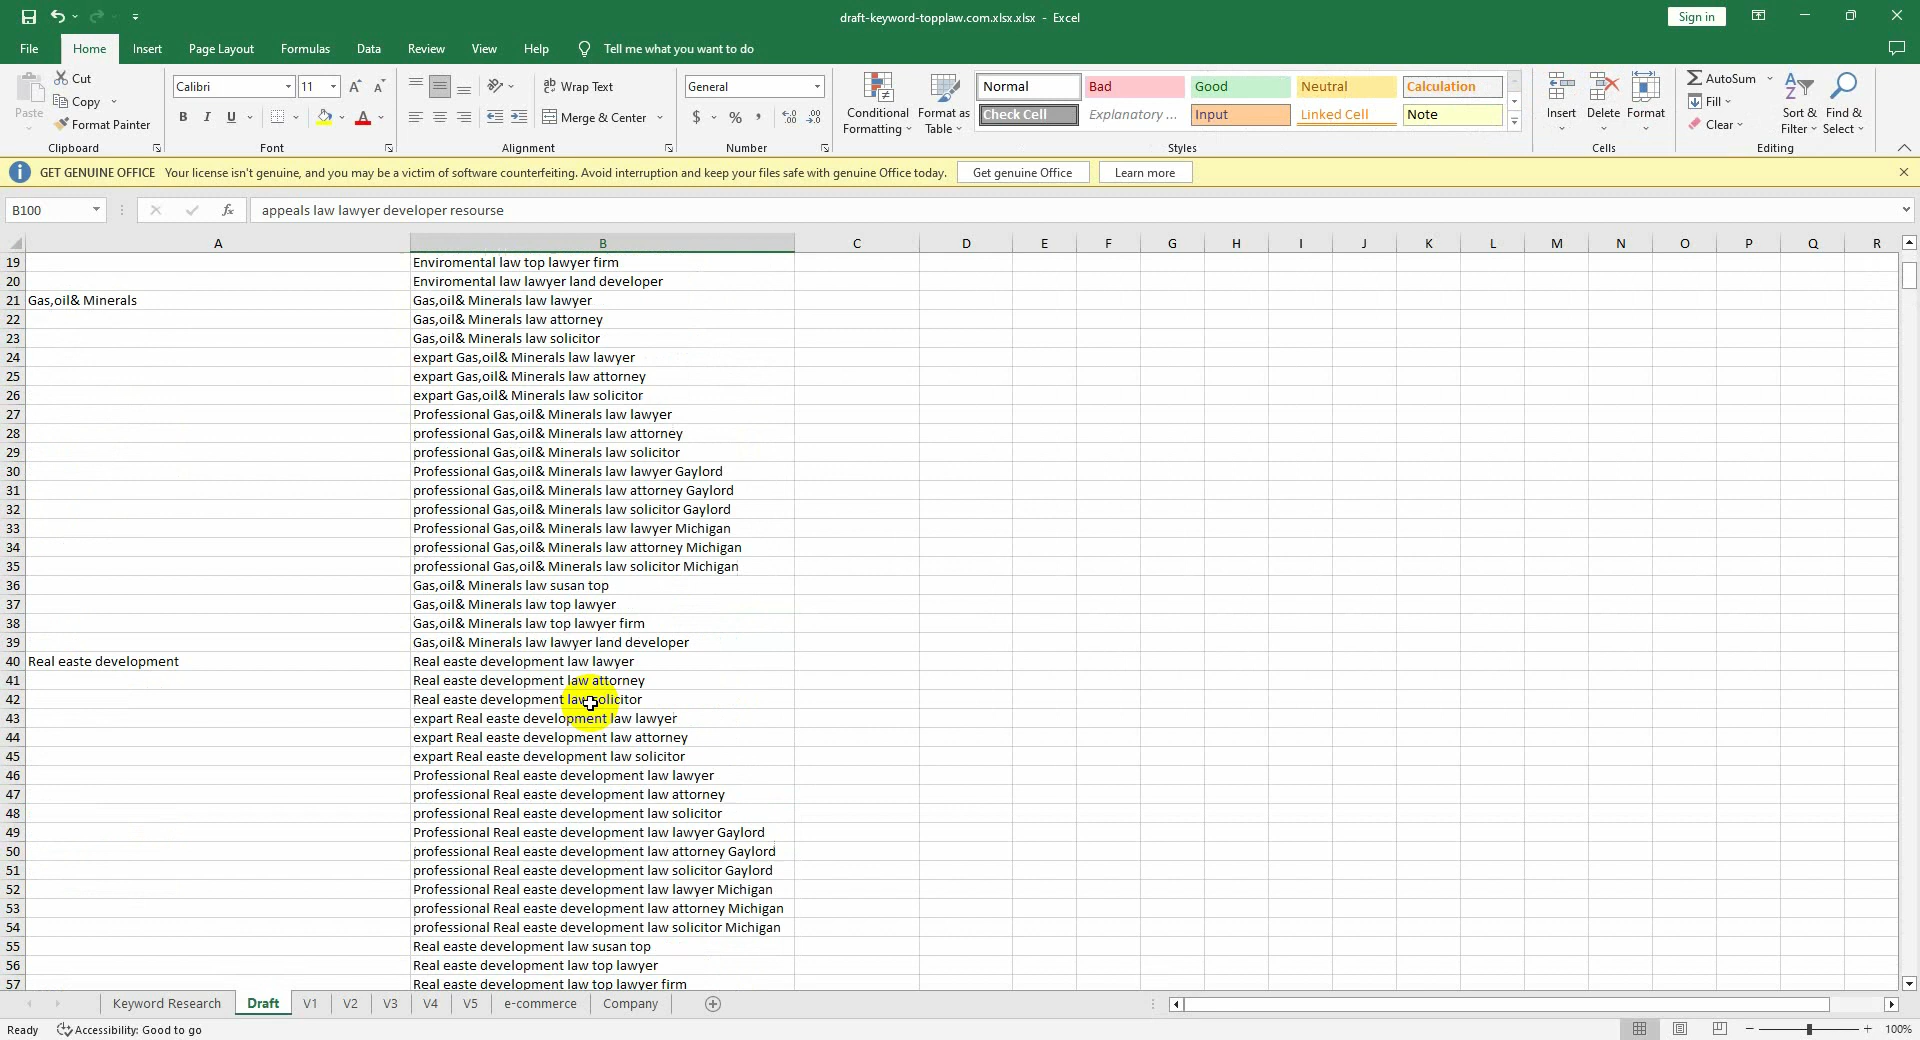 draft-keyword-topplaw.com.xlsx.xlsx - Excel
Sign in
File Home Insert Page Layout Formulas Data Review View Help Tell me what you want to do
Paste
Cut
Copy
Format Painter
Clipboard
Calibri 11
A A
B I U A
Font
Wrap Text
Merge & Center
Alignment
General
$ % ,
Number
Conditional Formatting
Format as Table
Normal Bad Good Neutral Calculation
Check Cell Explanatory ... Input Linked Cell Note
Styles
Insert Delete Format
Cells
AutoSum
Fill
Clear
Sort & Filter
Find & Select
Editing
GET GENUINE OFFICE Your license isn't genuine, and you may be a victim of software counterfeiting. Avoid interruption and keep your files safe with genuine Office today. Get genuine Office Learn more
B100 fx appeals law lawyer developer resourse
A B C D E F G H I J K L M N O P Q R
19 Enviromental law top lawyer firm
20 Enviromental law lawyer land developer
21 Gas,oil& Minerals Gas,oil& Minerals law lawyer
22 Gas,oil& Minerals law attorney
23 Gas,oil& Minerals law solicitor
24 expart Gas,oil& Minerals law lawyer
25 expart Gas,oil& Minerals law attorney
26 expart Gas,oil& Minerals law solicitor
27 Professional Gas,oil& Minerals law lawyer
28 professional Gas,oil& Minerals law attorney
29 professional Gas,oil& Minerals law solicitor
30 Professional Gas,oil& Minerals law lawyer Gaylord
31 professional Gas,oil& Minerals law attorney Gaylord
32 professional Gas,oil& Minerals law solicitor Gaylord
33 Professional Gas,oil& Minerals law lawyer Michigan
34 professional Gas,oil& Minerals law attorney Michigan
35 professional Gas,oil& Minerals law solicitor Michigan
36 Gas,oil& Minerals law susan top
37 Gas,oil& Minerals law top lawyer
38 Gas,oil& Minerals law top lawyer firm
39 Gas,oil& Minerals law lawyer land developer
40 Real easte development Real easte development law lawyer
41 Real easte development law attorney
42 Real easte development law solicitor
43 expart Real easte development law lawyer
44 expart Real easte development law attorney
45 expart Real easte development law solicitor
46 Professional Real easte development law lawyer
47 professional Real easte development law attorney
48 professional Real easte development law solicitor
49 Professional Real easte development law lawyer Gaylord
50 professional Real easte development law attorney Gaylord
51 professional Real easte development law solicitor Gaylord
52 Professional Real easte development law lawyer Michigan
53 professional Real easte development law attorney Michigan
54 professional Real easte development law solicitor Michigan
55 Real easte development law susan top
56 Real easte development law top lawyer
57 Real easte development law top lawyer firm
Keyword Research Draft V1 V2 V3 V4 V5 e-commerce Company
Ready Accessibility: Good to go 100%